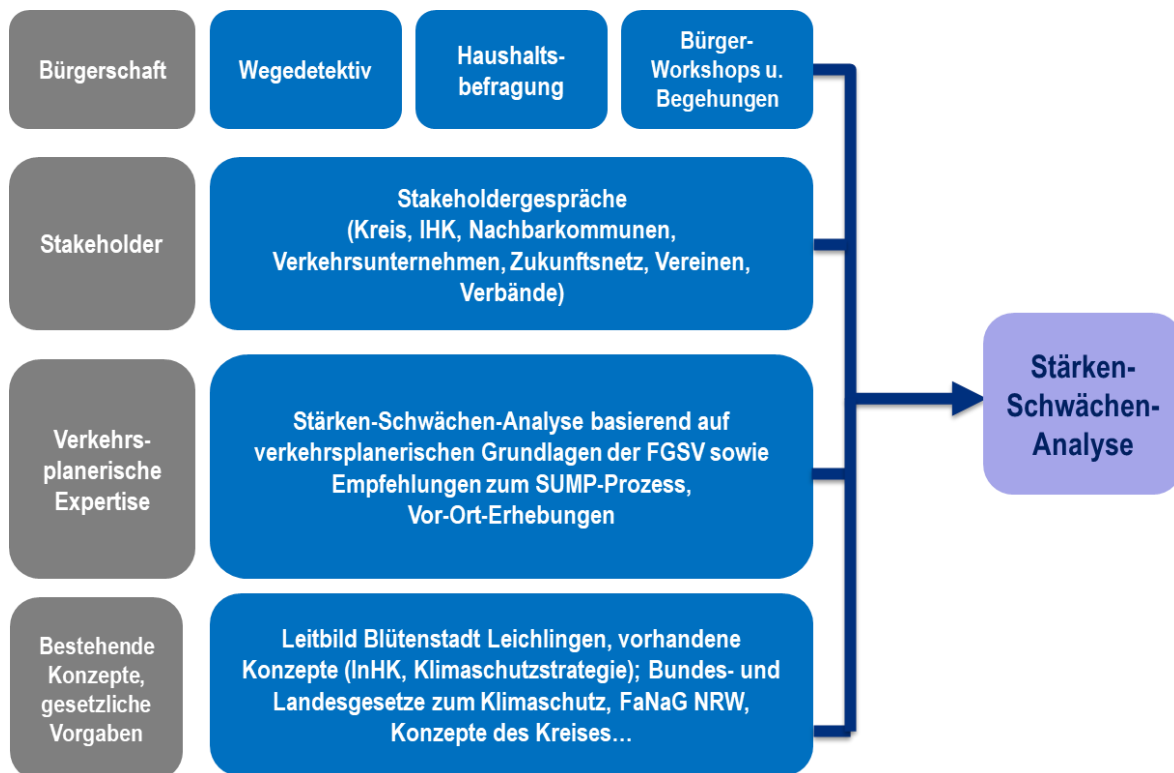 Bürgerschaft
Wegedetektiv
Haushalts-
befragung
Bürger-
Workshops u.
Begehungen
Stakeholder
Stakeholdergespräche
(Kreis, IHK, Nachbarkommunen,
Verkehrsunternehmen, Zukunftsnetz, Vereinen,
Verbände)
Verkehrs-
planerische
Expertise
Stärken-Schwächen-Analyse basierend auf
verkehrsplanerischen Grundlagen der FGSV sowie
Empfehlungen zum SUMP-Prozess,
Vor-Ort-Erhebungen
Bestehende
Konzepte,
gesetzliche
Vorgaben
Leitbild Blütenstadt Leichlingen, vorhandene
Konzepte (InHK, Klimaschutzstrategie); Bundes- und
Landesgesetze zum Klimaschutz, FaNaG NRW,
Konzepte des Kreises…
Stärken-
Schwächen-
Analyse